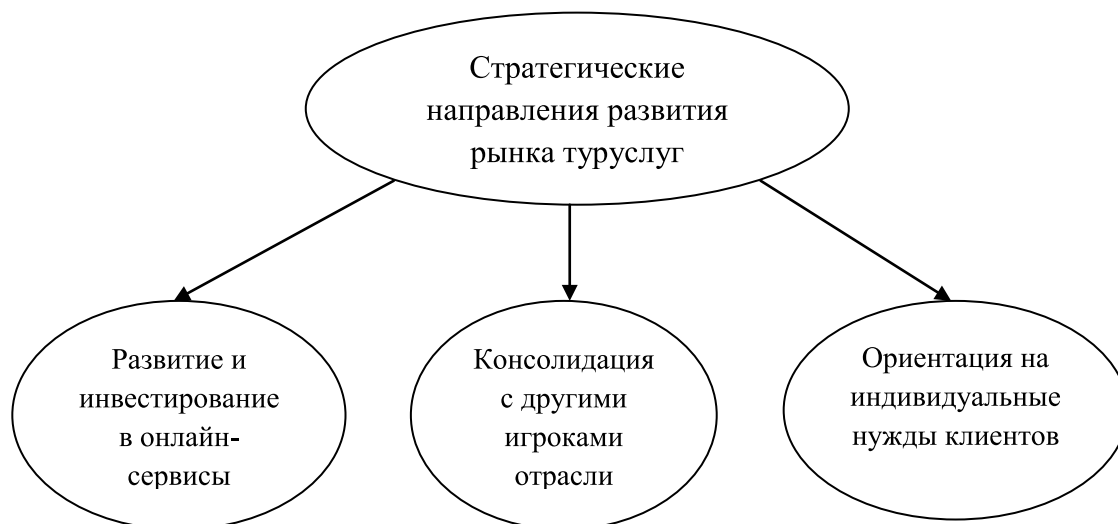 Стратегические
направления развития
рынка туруслуг
Развитие и
инвестирование
в онлайн-
сервисы
Консолидация
с другими
игроками
отрасли
Ориентация на
индивидуальные
нужды клиентов